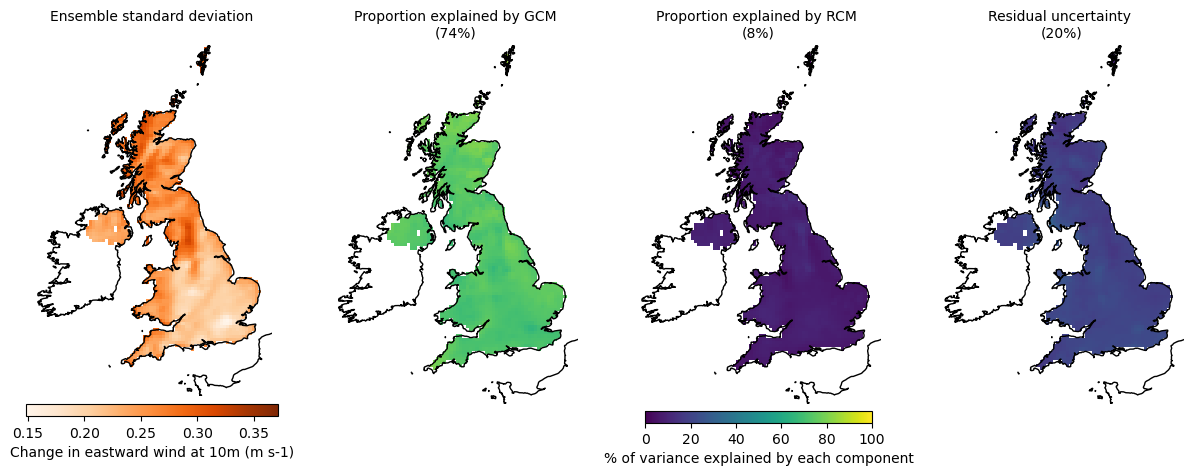 Ensemble standard deviation
Proportion explained by GCM
(74%)
Proportion explained by RCM
(8%)
Residual uncertainty
(20%)
0.15 0.20 0.25 0.30 0.35
Change in eastward wind at 10m (m s-1)
0 20 40 60 80 100
% of variance explained by each component